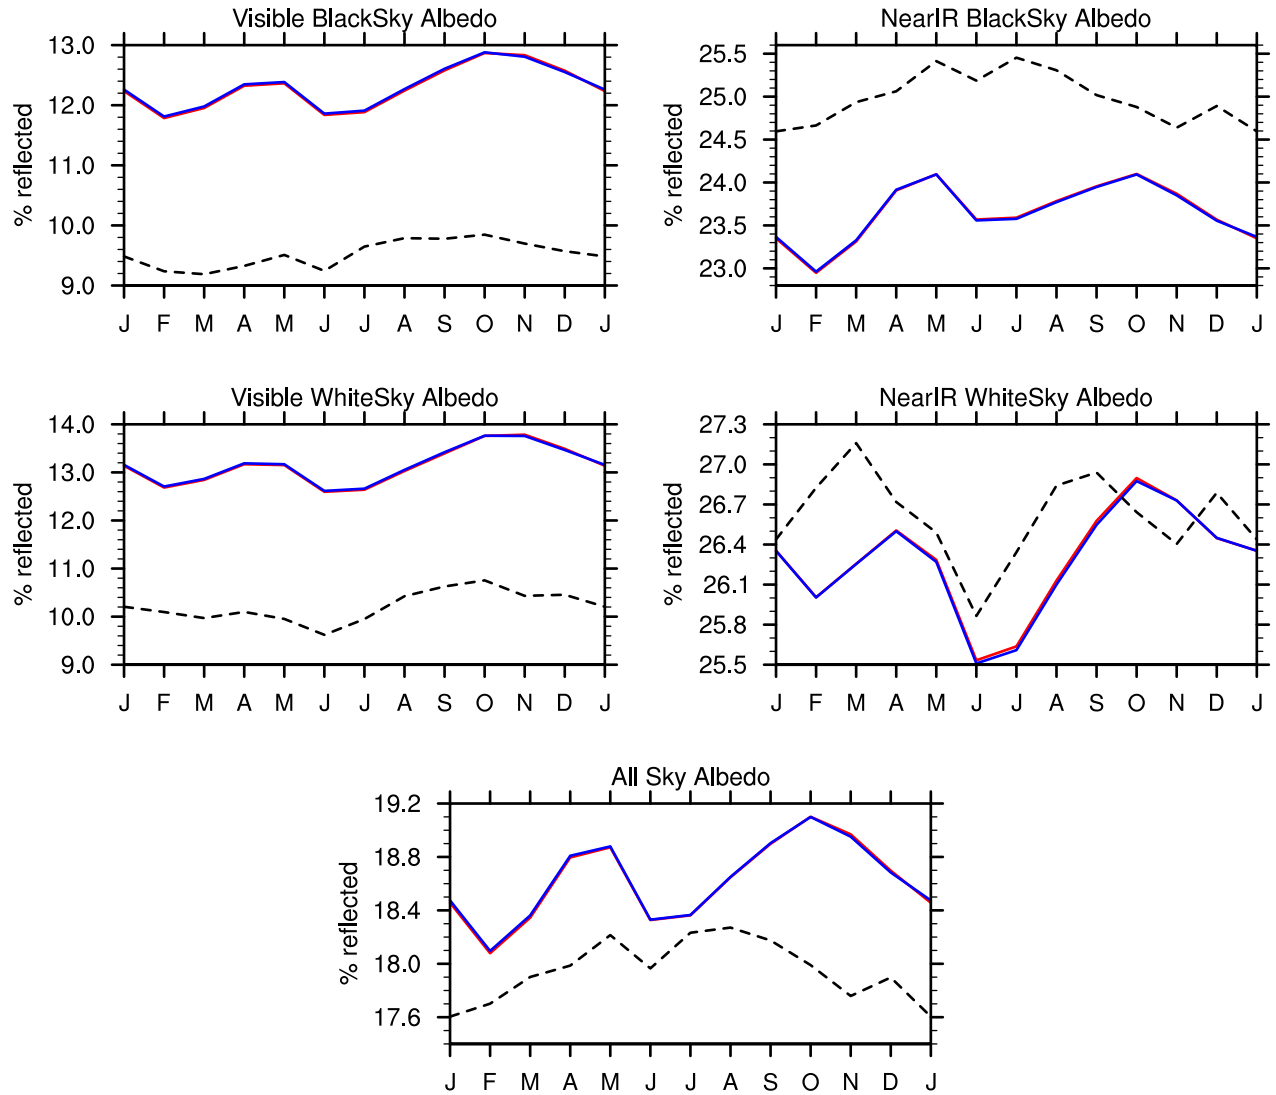 Visible BlackSky Albedo
% reflected
13.0
12.0
11.0
10.0
9.0
J F M A M J J A S O N D J
NearIR BlackSky Albedo
% reflected
25.5
25.0
24.5
24.0
23.5
23.0
J F M A M J J A S O N D J
Visible WhiteSky Albedo
% reflected
14.0
13.0
12.0
11.0
10.0
9.0
J F M A M J J A S O N D J
NearIR WhiteSky Albedo
% reflected
27.3
27.0
26.7
26.4
26.1
25.8
25.5
J F M A M J J A S O N D J
All Sky Albedo
% reflected
19.2
18.8
18.4
18.0
17.6
J F M A M J J A S O N D J